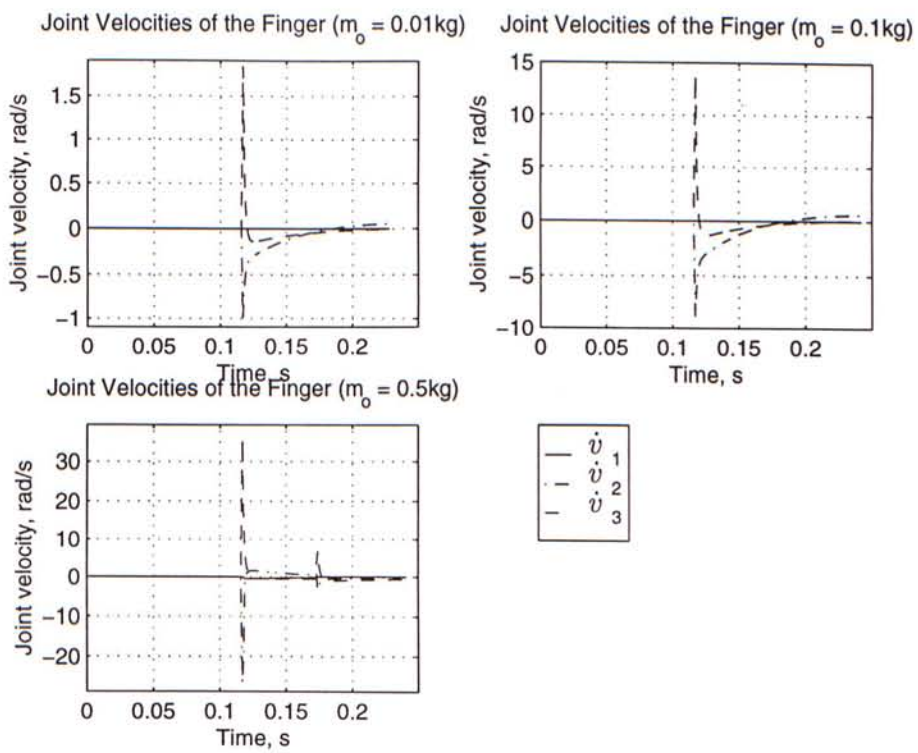 Joint Velocities of the Finger (m_o = 0.01kg)
Joint velocity, rad/s
1.5
1
0.5
0
−0.5
−1
0
0.05
0.1
0.15
0.2
Time, s
Joint Velocities of the Finger (m_o = 0.1kg)
Joint velocity, rad/s
15
10
5
0
−5
−10
0
0.05
0.1
0.15
0.2
Time, s
Joint Velocities of the Finger (m_o = 0.5kg)
Joint velocity, rad/s
30
20
10
0
−10
−20
0
0.05
0.1
0.15
0.2
Time, s
v̇ 1
v̇ 2
v̇ 3